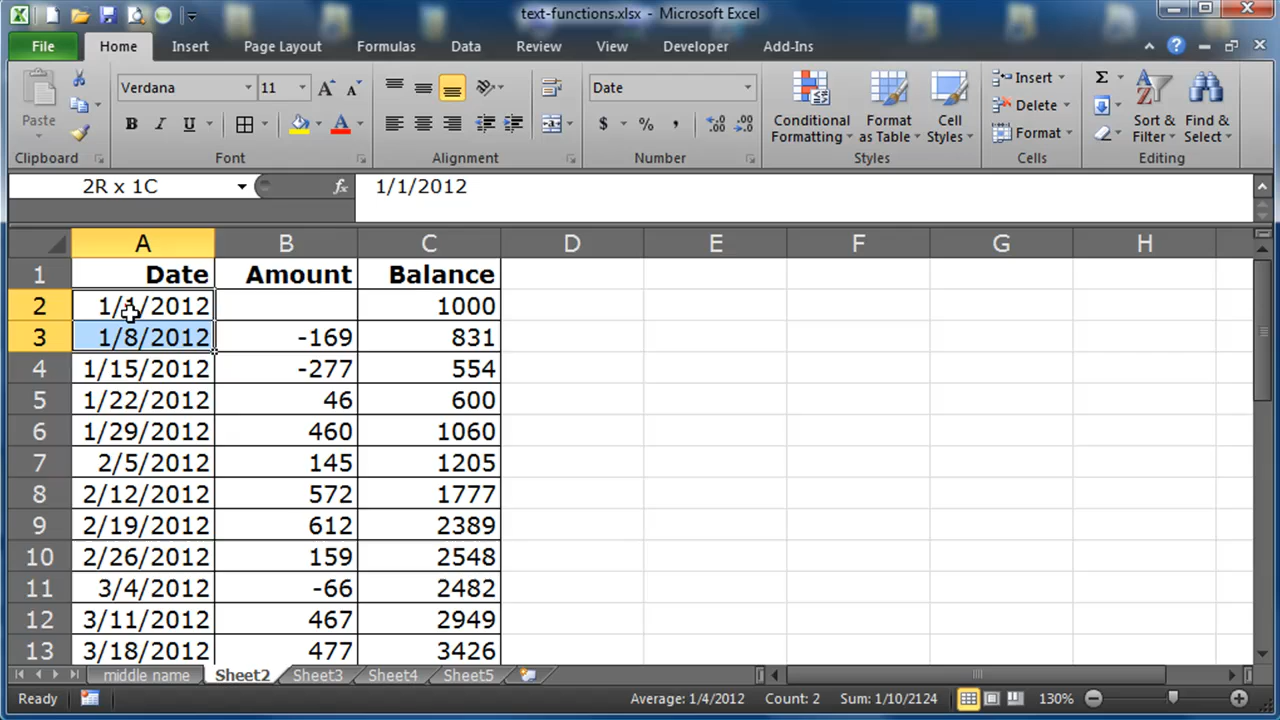 text-functions.xlsx - Microsoft Excel
File Home Insert Page Layout Formulas Data Review View Developer Add-Ins
Verdana 11 Date Insert Σ
Paste Delete
B I U $ % , Conditional Formatting Format as Table Cell Styles Format Sort & Filter Find & Select
Clipboard Font Alignment Number Styles Cells Editing
2R x 1C fx 1/1/2012
A B C D E F G H
1 Date Amount Balance
2 1/1/2012 1000
3 1/8/2012 -169 831
4 1/15/2012 -277 554
5 1/22/2012 46 600
6 1/29/2012 460 1060
7 2/5/2012 145 1205
8 2/12/2012 572 1777
9 2/19/2012 612 2389
10 2/26/2012 159 2548
11 3/4/2012 -66 2482
12 3/11/2012 467 2949
13 3/18/2012 477 3426
middle name Sheet2 Sheet3 Sheet4 Sheet5
Ready Average: 1/4/2012 Count: 2 Sum: 1/10/2124 130%